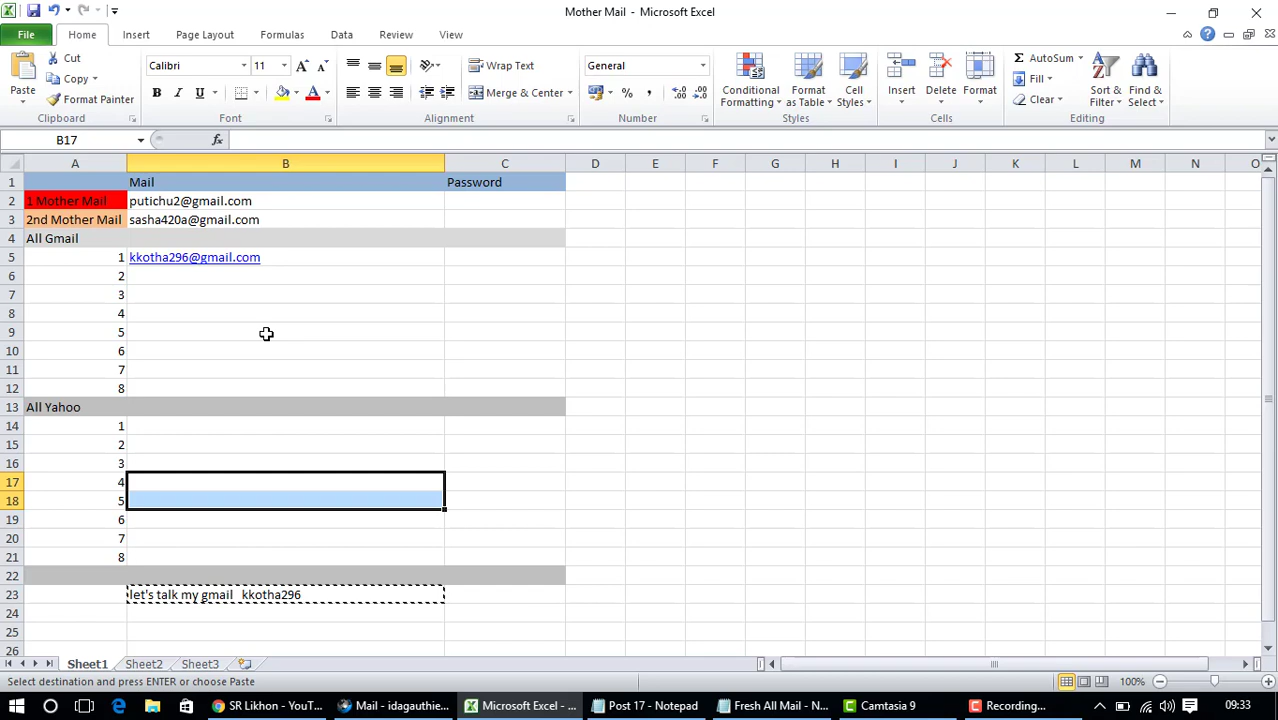 Mother Mail - Microsoft Excel
File Home Insert Page Layout Formulas Data Review View
Cut
Copy
Format Painter
Paste
Clipboard
Calibri 11
B I U A
Font
Wrap Text
Merge & Center
Alignment
General
% ,
Number
Conditional Formatting
Format as Table
Cell Styles
Styles
Insert Delete Format
Cells
AutoSum
Fill
Clear
Sort & Filter
Find & Select
Editing
B17 fx
A B C D E F G H I J K L M N O
1 Mail Password
2 1 Mother Mail putichu2@gmail.com
3 2nd Mother Mail sasha420a@gmail.com
4 All Gmail
5 1 kkotha296@gmail.com
6 2
7 3
8 4
9 5
10 6
11 7
12 8
13 All Yahoo
14 1
15 2
16 3
17 4
18 5
19 6
20 7
21 8
22
23 let's talk my gmail kkotha296
24
25
26
Sheet1 Sheet2 Sheet3
Select destination and press ENTER or choose Paste 100%
SR Likhon - YouT... Mail - idagauthie... Microsoft Excel - ... Post 17 - Notepad Fresh All Mail - N... Camtasia 9 Recording... 09:33